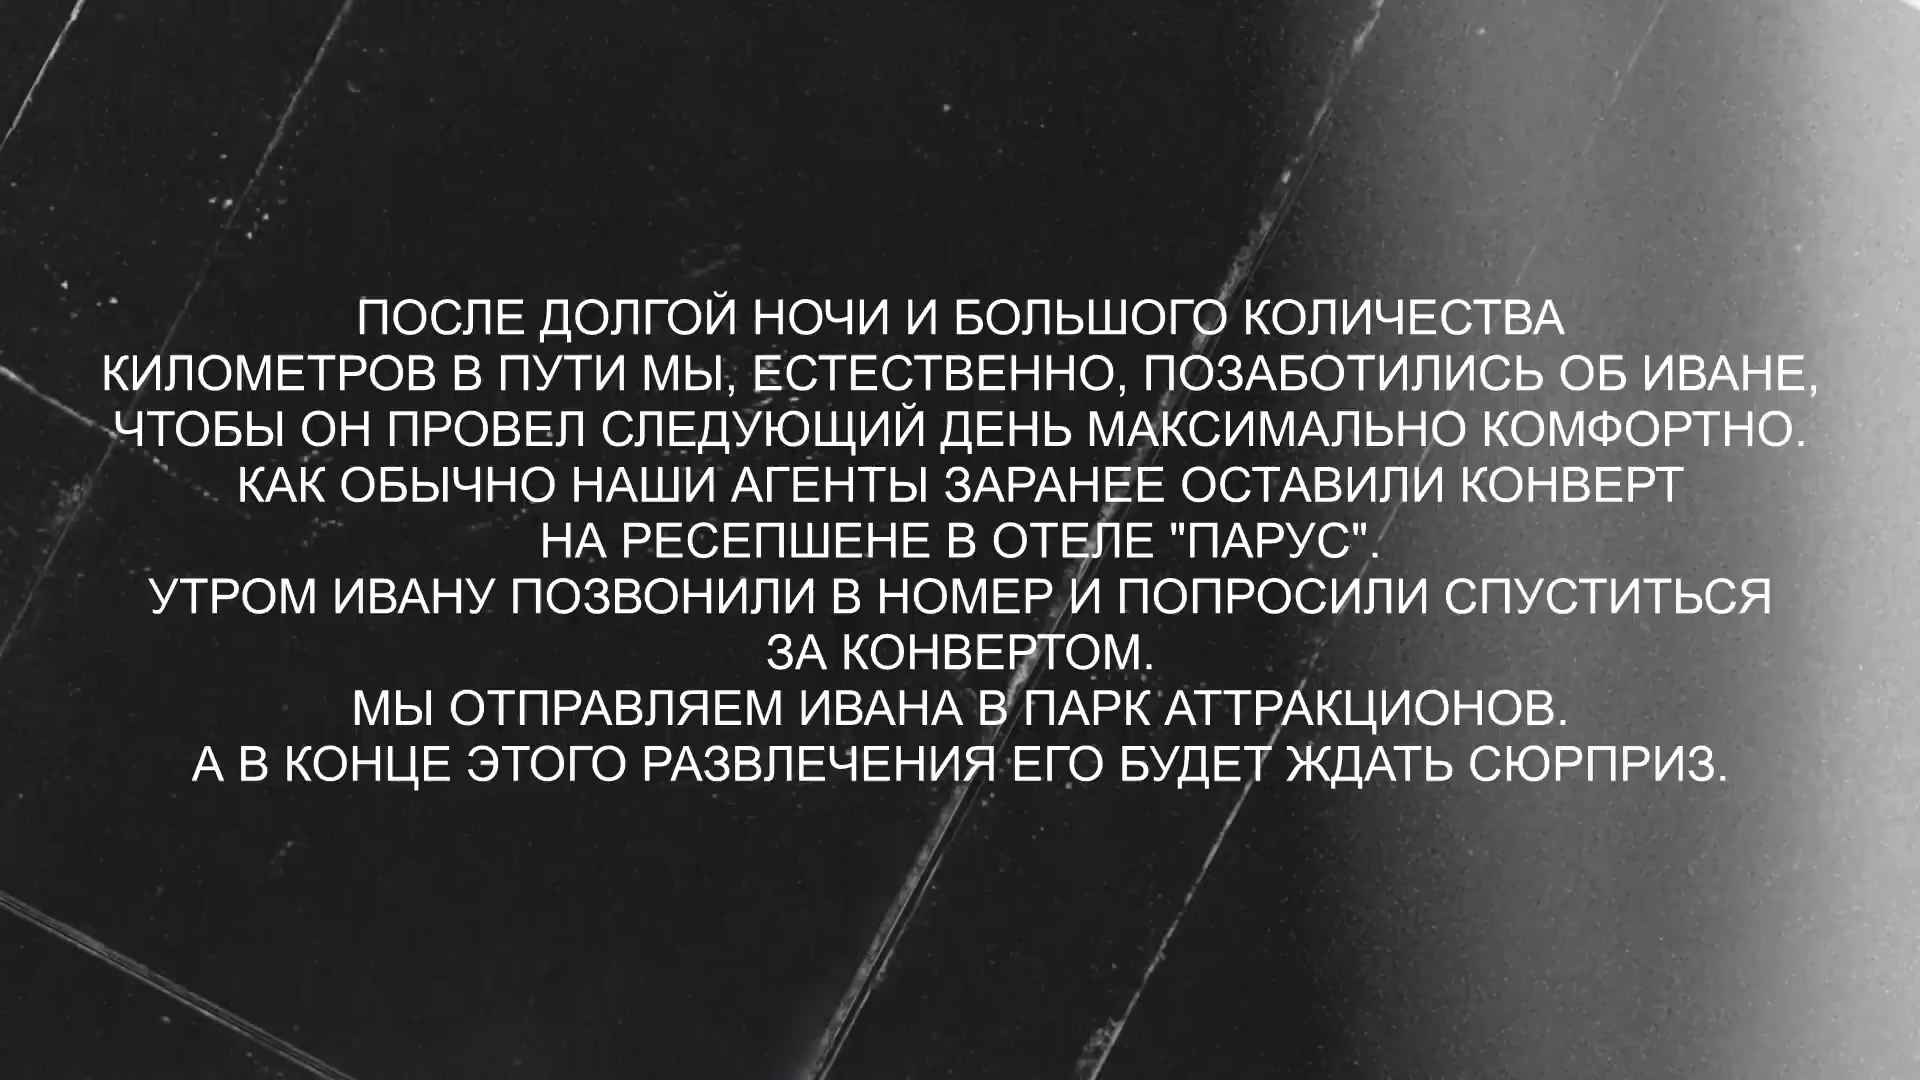 ПОСЛЕ ДОЛГОЙ НОЧИ И БОЛЬШОГО КОЛИЧЕСТВА
КИЛОМЕТРОВ В ПУТИ МЫ, ЕСТЕСТВЕННО, ПОЗАБОТИЛИСЬ ОБ ИВАНЕ,
ЧТОБЫ ОН ПРОВЕЛ СЛЕДУЮЩИЙ ДЕНЬ МАКСИМАЛЬНО КОМФОРТНО.
КАК ОБЫЧНО НАШИ АГЕНТЫ ЗАРАНЕЕ ОСТАВИЛИ КОНВЕРТ
НА РЕСЕПШЕНЕ В ОТЕЛЕ "ПАРУС".
УТРОМ ИВАНУ ПОЗВОНИЛИ В НОМЕР И ПОПРОСИЛИ СПУСТИТЬСЯ
ЗА КОНВЕРТОМ.
МЫ ОТПРАВЛЯЕМ ИВАНА В ПАРК АТТРАКЦИОНОВ.
А В КОНЦЕ ЭТОГО РАЗВЛЕЧЕНИЯ ЕГО БУДЕТ ЖДАТЬ СЮРПРИЗ.